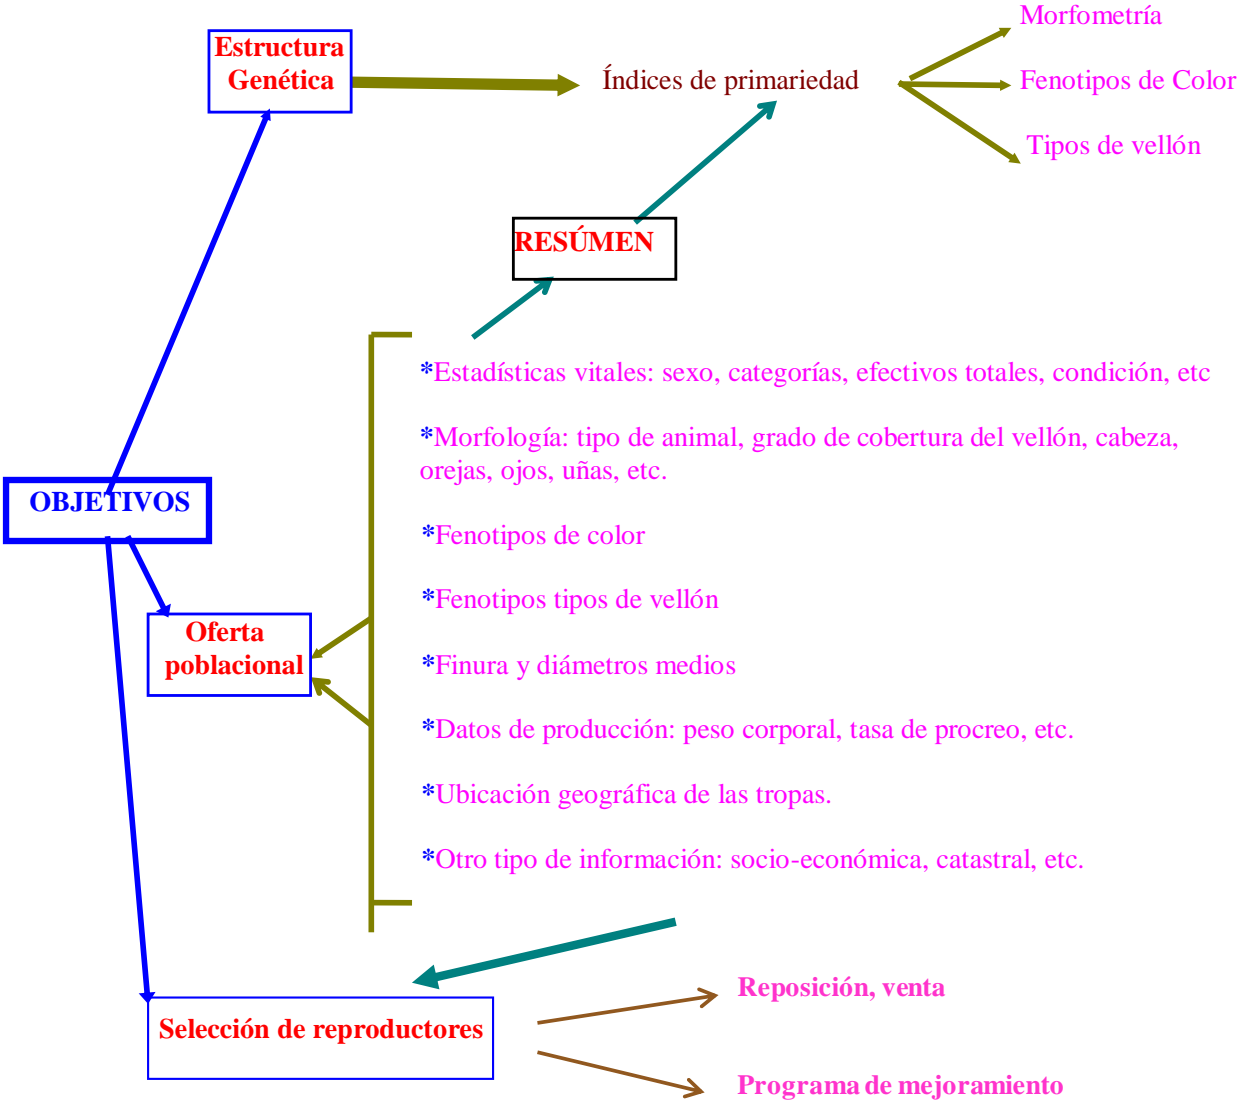 Morfometría
Estructura
Genética
Índices de primariedad
Fenotipos de Color
Tipos de vellón
RESÚMEN
*Estadísticas vitales: sexo, categorías, efectivos totales, condición, etc
*Morfología: tipo de animal, grado de cobertura del vellón, cabeza,
orejas, ojos, uñas, etc.
OBJETIVOS
*Fenotipos de color
*Fenotipos tipos de vellón
Oferta
poblacional
*Finura y diámetros medios
*Datos de producción: peso corporal, tasa de procreo, etc.
*Ubicación geográfica de las tropas.
*Otro tipo de información: socio-económica, catastral, etc.
Reposición, venta
Selección de reproductores
Programa de mejoramiento